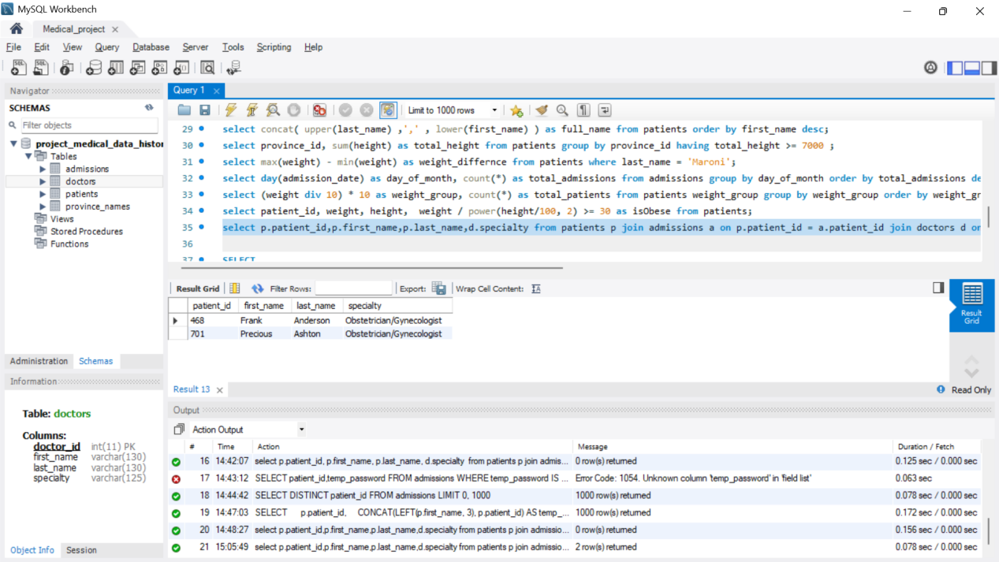 MySQL Workbench
Medical_project
File Edit View Query Database Server Tools Scripting Help
Navigator
SCHEMAS
Filter objects
project_medical_data_histor
Tables
admissions
doctors
patients
province_names
Views
Stored Procedures
Functions
Administration Schemas
Information
Table: doctors
Columns:
doctor_id int(11) PK
first_name varchar(130)
last_name varchar(130)
specialty varchar(125)
Object Info Session
Query 1
Limit to 1000 rows
29 select concat( upper(last_name) ,',' , lower(first_name) ) as full_name from patients order by first_name desc;
30 select province_id, sum(height) as total_height from patients group by province_id having total_height >= 7000 ;
31 select max(weight) - min(weight) as weight_differnce from patients where last_name = 'Maroni';
32 select day(admission_date) as day_of_month, count(*) as total_admissions from admissions group by day_of_month order by total_admissions de
33 select (weight div 10) * 10 as weight_group, count(*) as total_patients from patients weight_group group by weight_group order by weight_gr
34 select patient_id, weight, height, weight / power(height/100, 2) >= 30 as isObese from patients;
35 select p.patient_id,p.first_name,p.last_name,d.specialty from patients p join admissions a on p.patient_id = a.patient_id join doctors d on
36
37 SELECT
Result Grid Filter Rows: Export: Wrap Cell Content:
patient_id first_name last_name specialty
468 Frank Anderson Obstetrician/Gynecologist
701 Precious Ashton Obstetrician/Gynecologist
Result Grid
Result 13
Read Only
Output
Action Output
# Time Action Message Duration / Fetch
16 14:42:07 select p.patient_id, p.first_name, p.last_name, d.specialty from patients p join admis... 0 row(s) returned 0.125 sec / 0.000 sec
17 14:43:12 SELECT patient_id,temp_password FROM admissions WHERE temp_password IS ... Error Code: 1054. Unknown column 'temp_password' in 'field list' 0.063 sec
18 14:44:42 SELECT DISTINCT patient_id FROM admissions LIMIT 0, 1000 1000 row(s) returned 0.078 sec / 0.000 sec
19 14:47:03 SELECT p.patient_id, CONCAT(LEFT(p.first_name, 3), p.patient_id) AS temp_... 1000 row(s) returned 0.172 sec / 0.000 sec
20 14:48:27 select p.patient_id,p.first_name,p.last_name,d.specialty from patients p join admissio... 0 row(s) returned 0.156 sec / 0.000 sec
21 15:05:49 select p.patient_id,p.first_name,p.last_name,d.specialty from patients p join admissio... 2 row(s) returned 0.078 sec / 0.000 sec